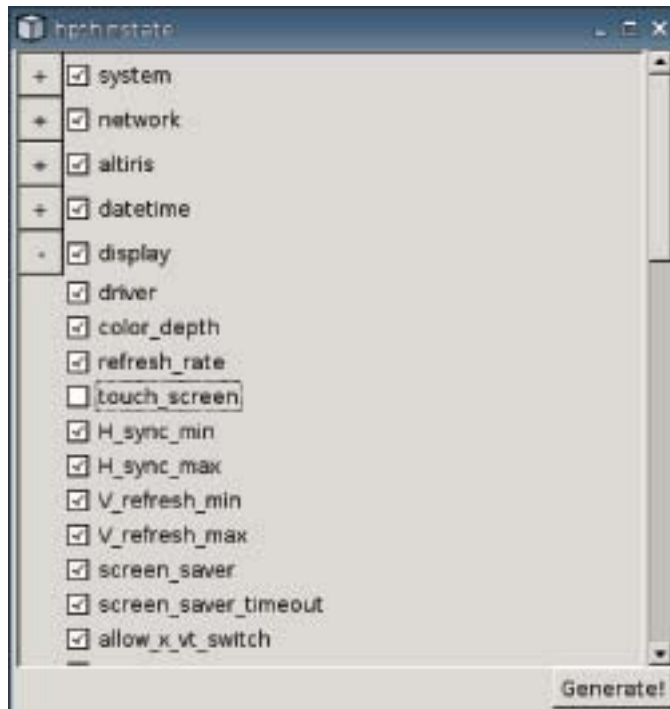 + system
+ network
+ altiris
+ datetime
- display
driver
color_depth
refresh_rate
touch_screen
H_sync_min
H_sync_max
V_refresh_min
V_refresh_max
screen_saver
screen_saver_timeout
allow_x_vt_switch
Generate!